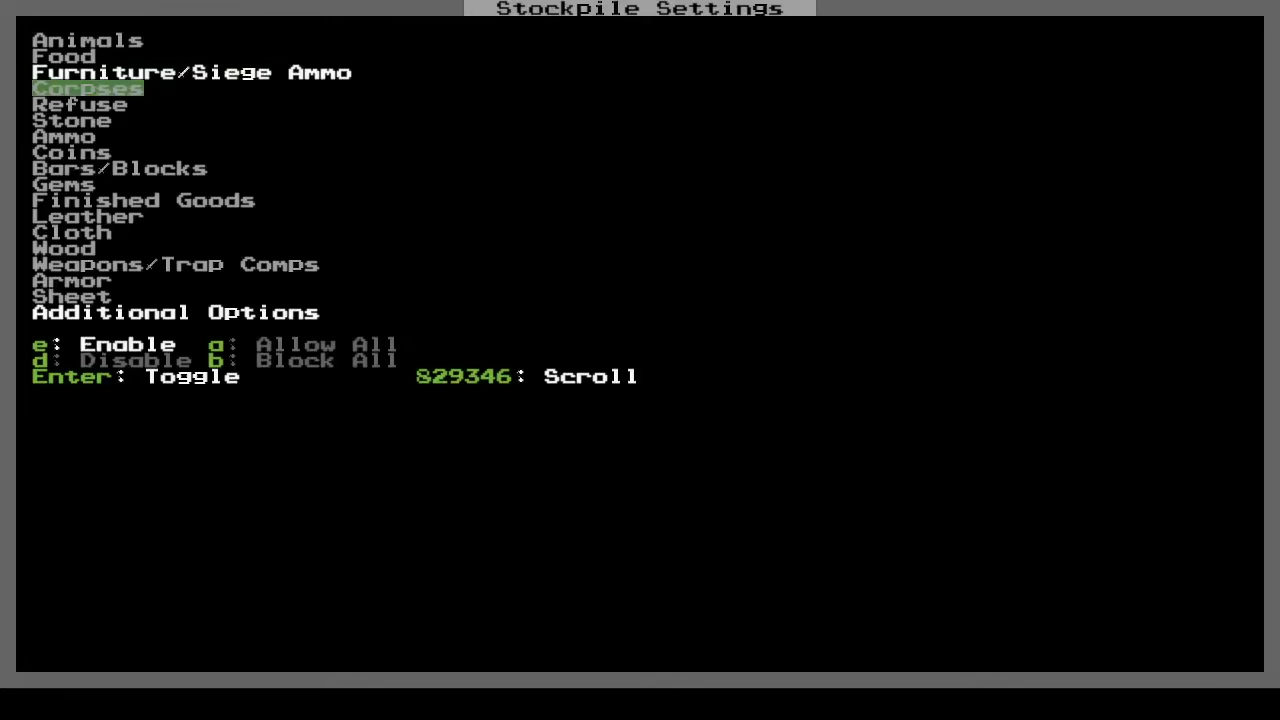 Stockpile Settings
Animals
Food
Furniture/Siege Ammo
Corpses
Refuse
Stone
Ammo
Coins
Bars/Blocks
Gems
Finished Goods
Leather
Cloth
Wood
Weapons/Trap Comps
Armor
Sheet
Additional Options
e: Enable a: Allow All
d: Disable b: Block All
Enter: Toggle 829346: Scroll